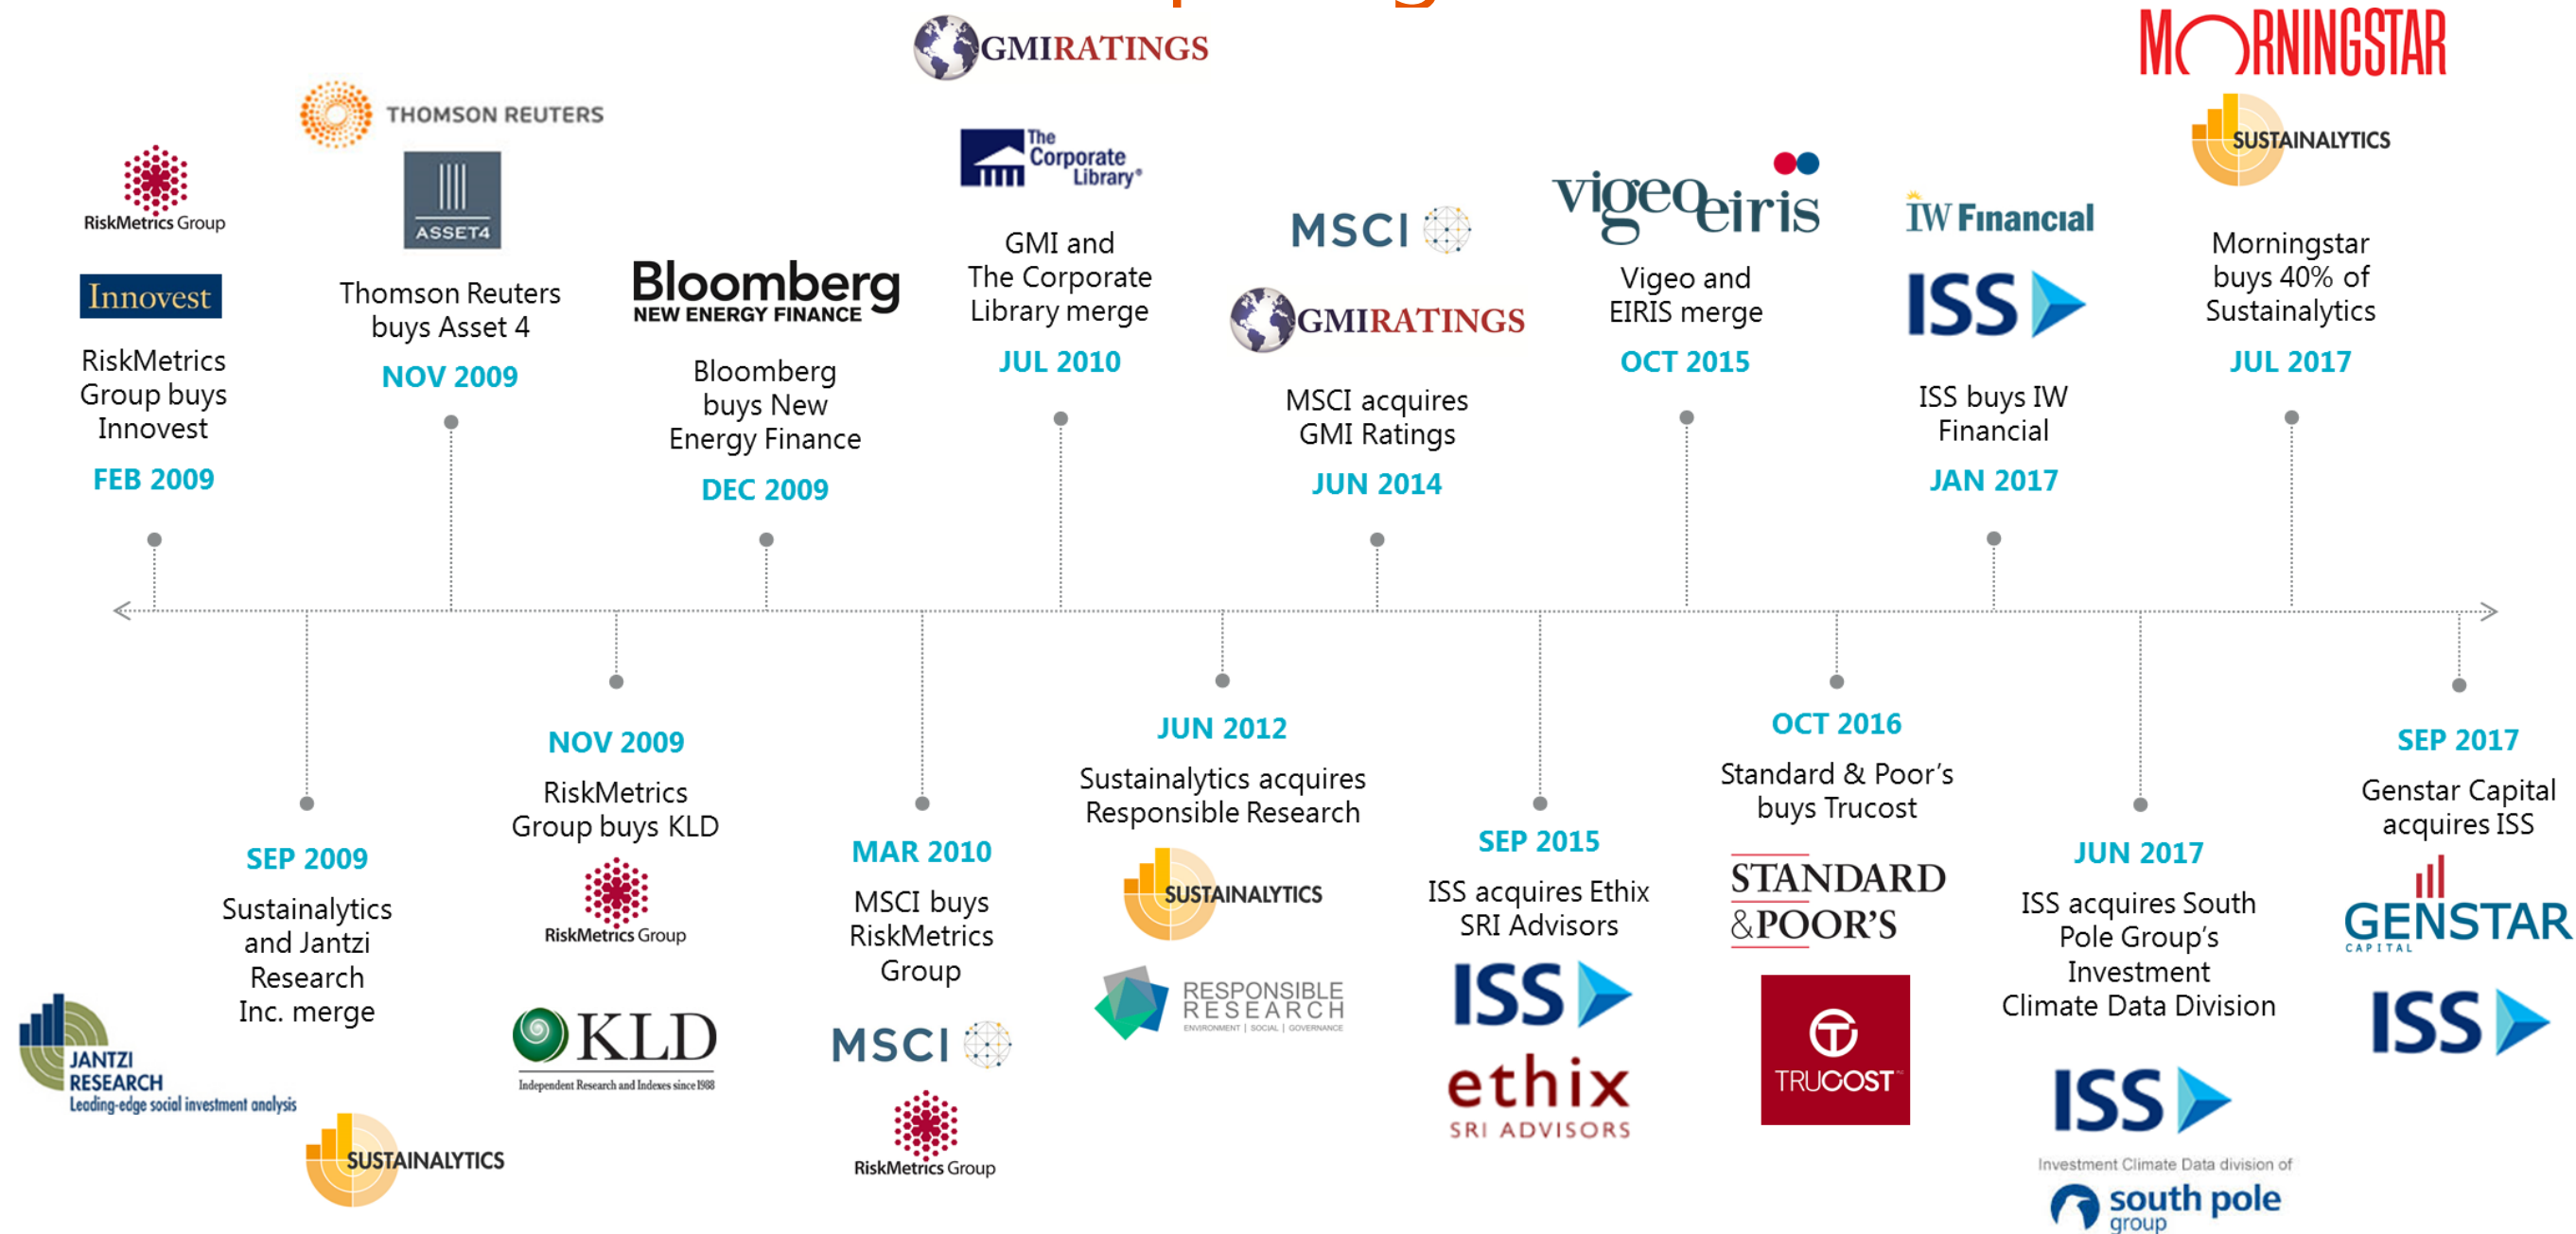 RiskMetrics Group
Innovest
RiskMetrics
Group buys
Innovest
FEB 2009
THOMSON REUTERS
ASSET4
Thomson Reuters
buys Asset 4
NOV 2009
Bloomberg
NEW ENERGY FINANCE
Bloomberg
buys New
Energy Finance
DEC 2009
GMIRATINGS
The
Corporate
Library®
GMI and
The Corporate
Library merge
JUL 2010
MSCI
GMIRATINGS
MSCI acquires
GMI Ratings
JUN 2014
vigeoeiris
Vigeo and
EIRIS merge
OCT 2015
IW Financial
ISS
ISS buys IW
Financial
JAN 2017
MORNINGSTAR
SUSTAINALYTICS
Morningstar
buys 40% of
Sustainalytics
JUL 2017
SEP 2009
Sustainalytics
and Jantzi
Research
Inc. merge
JANTZI
RESEARCH
Leading-edge social investment analysis
SUSTAINALYTICS
NOV 2009
RiskMetrics
Group buys KLD
RiskMetrics Group
KLD
Independent Research and Indexes since 1988
MAR 2010
MSCI buys
RiskMetrics
Group
MSCI
RiskMetrics Group
JUN 2012
Sustainalytics acquires
Responsible Research
SUSTAINALYTICS
RESPONSIBLE
RESEARCH
ENVIRONMENT | SOCIAL | GOVERNANCE
SEP 2015
ISS acquires Ethix
SRI Advisors
ISS
ethix
SRI ADVISORS
OCT 2016
Standard & Poor’s
buys Trucost
STANDARD
&POOR’S
TRUCOST
JUN 2017
ISS acquires South
Pole Group’s
Investment
Climate Data Division
ISS
Investment Climate Data division of
south pole
group
SEP 2017
Genstar Capital
acquires ISS
GENSTAR
CAPITAL
ISS